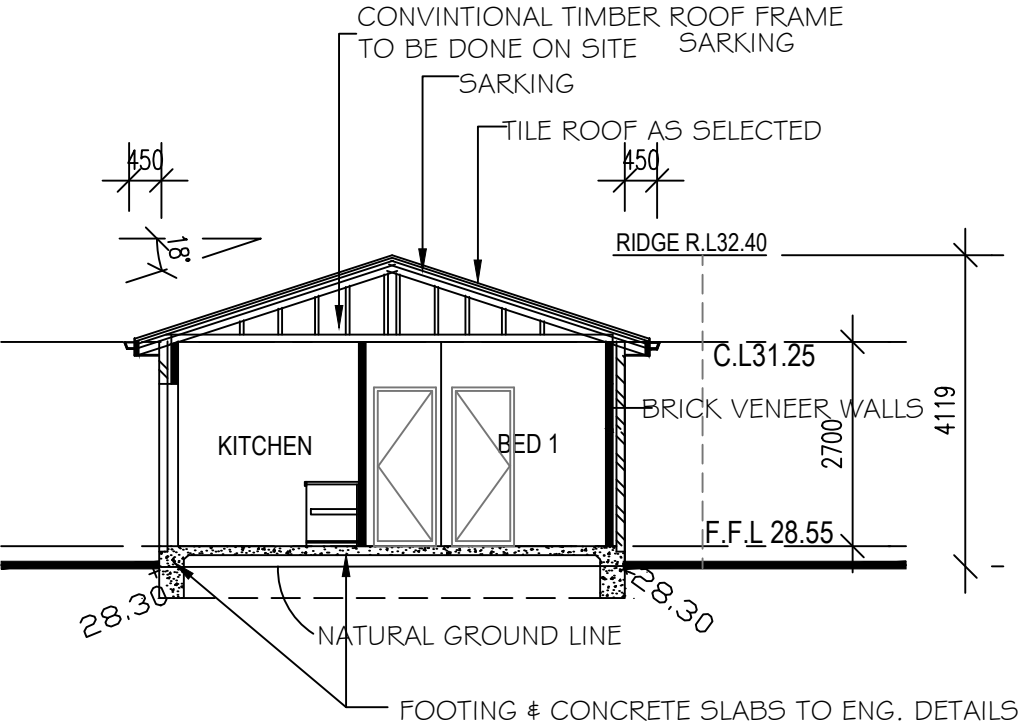 CONVINTIONAL TIMBER ROOF FRAME
TO BE DONE ON SITE SARKING
SARKING
TILE ROOF AS SELECTED
450
450
18°
RIDGE R.L32.40
C.L31.25
BRICK VENEER WALLS
4119
2700
KITCHEN
BED 1
F.F.L 28.55
28.30
28.30
NATURAL GROUND LINE
FOOTING & CONCRETE SLABS TO ENG. DETAILS